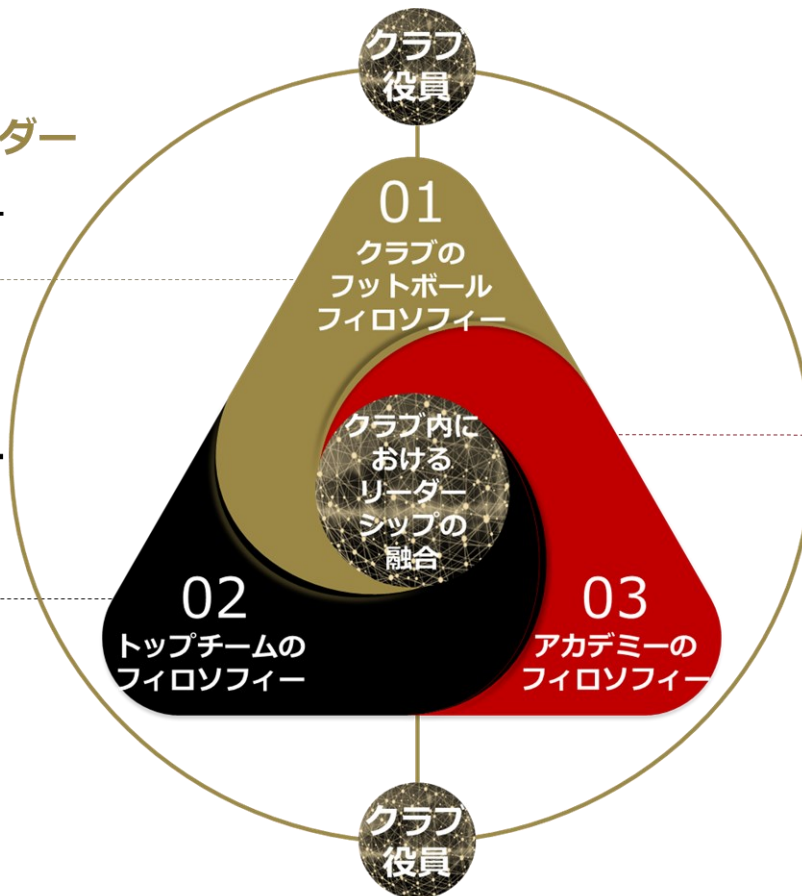 クラブ
役員
ダー
01
クラブの
フットボール
フィロソフィー
クラブ内に
おける
リーダー
シップの
融合
02
トップチームの
フィロソフィー
03
アカデミーの
フィロソフィー
クラブ
役員